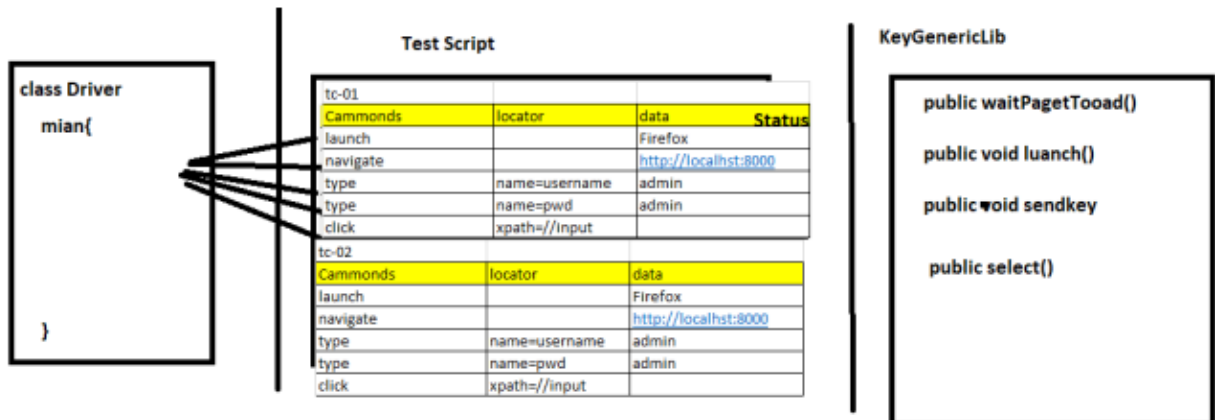 class Driver
mian{
}
Test Script
tc-01
Cammonds locator data Status
launch Firefox
navigate http://localhst:8000
type name=username admin
type name=pwd admin
click xpath=//input
tc-02
Cammonds locator data
launch Firefox
navigate http://localhst:8000
type name=username admin
type name=pwd admin
click xpath=//input
KeyGenericLib
public waitPagetTooad()
public void luanch()
public void sendkey
public select()